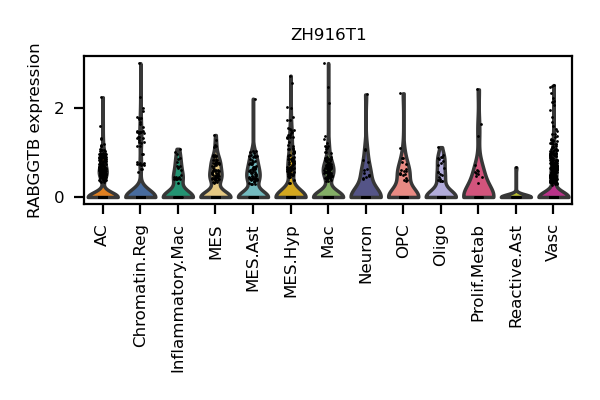 ZH916T1
RABGGTB expression
2
0
AC
Chromatin.Reg
Inflammatory.Mac
MES
MES.Ast
MES.Hyp
Mac
Neuron
OPC
Oligo
Prolif.Metab
Reactive.Ast
Vasc